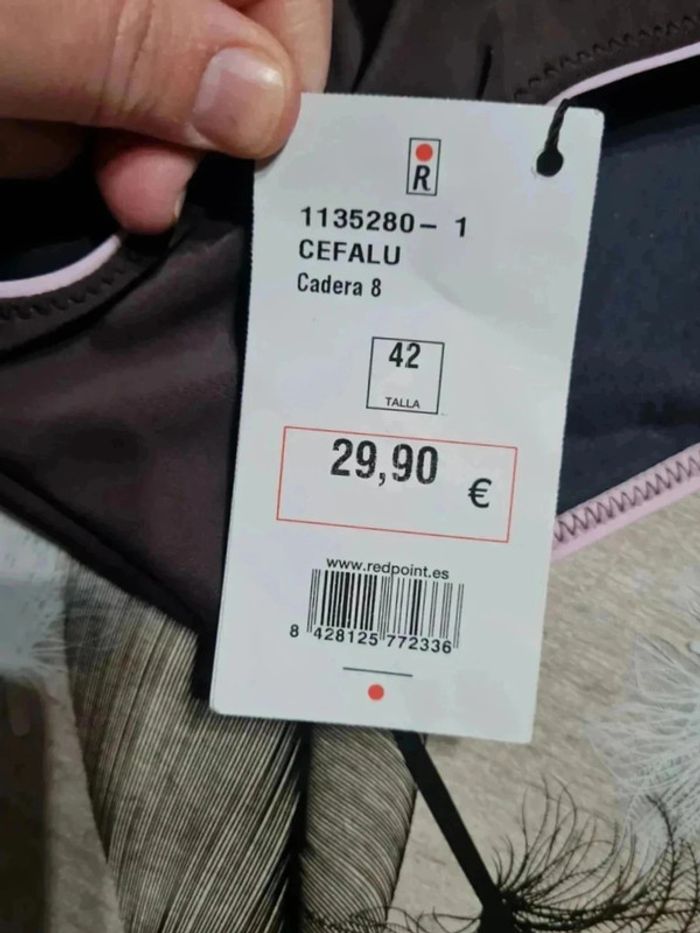 R
1135280- 1
CEFALU
Cadera 8
42
TALLA
29,90
€
www.redpoint.es
8 428125 772336